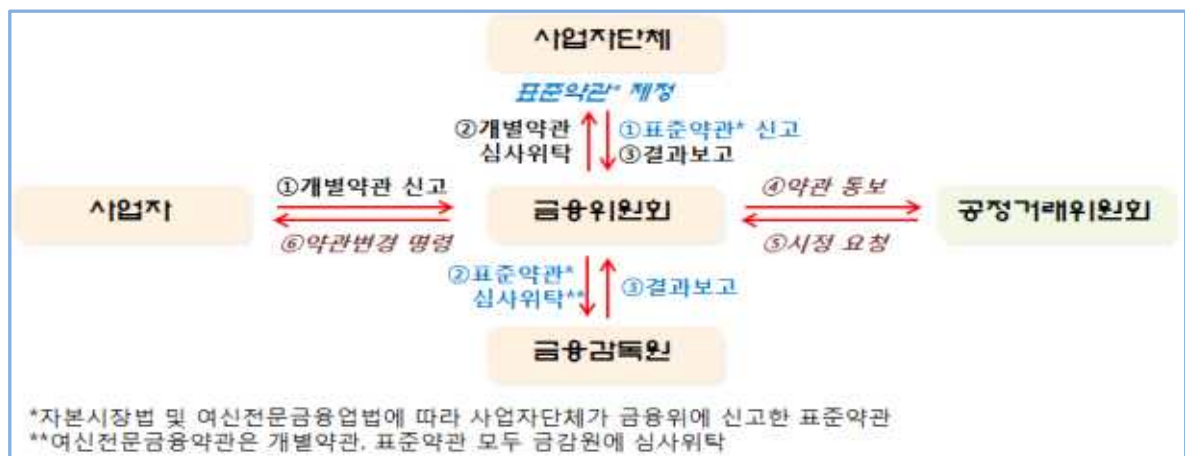 사업자단체
표준약관* 제정
②개별약관 ①표준약관* 신고
심사위탁 ③결과보고
①개별약관 신고 ④약관 통보
사업자 금융위원회 공정거래위원회
⑥약관변경 명령 ⑤시정 요청
②표준약관*
심사위탁** ③결과보고
금융감독원
*자본시장법 및 여신전문금융업법에 따라 사업자단체가 금융위에 신고한 표준약관
**여신전문금융약관은 개별약관, 표준약관 모두 금감원에 심사위탁